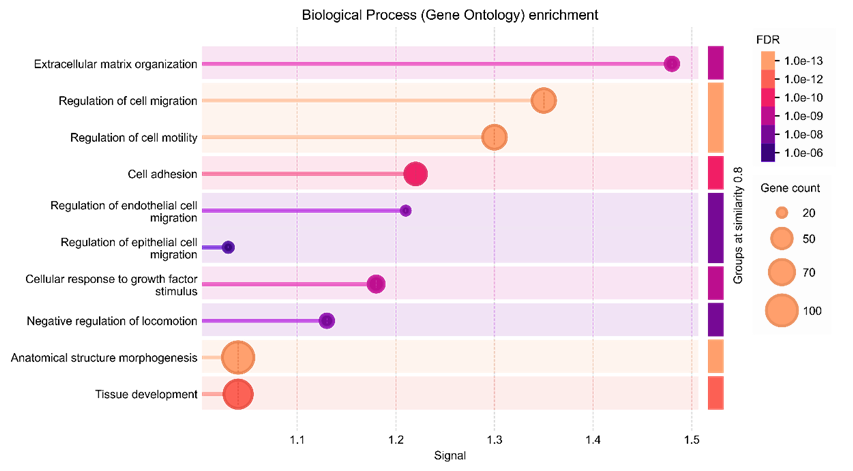 Biological Process (Gene Ontology) enrichment
Extracellular matrix organization
Regulation of cell migration
Regulation of cell motility
Cell adhesion
Regulation of endothelial cell
migration
Regulation of epithelial cell
migration
Cellular response to growth factor
stimulus
Negative regulation of locomotion
Anatomical structure morphogenesis
Tissue development
1.1 1.2 1.3 1.4 1.5
Signal
Groups at similarity 0.8
FDR
1.0e-13
1.0e-12
1.0e-10
1.0e-09
1.0e-08
1.0e-06
Gene count
20
50
70
100